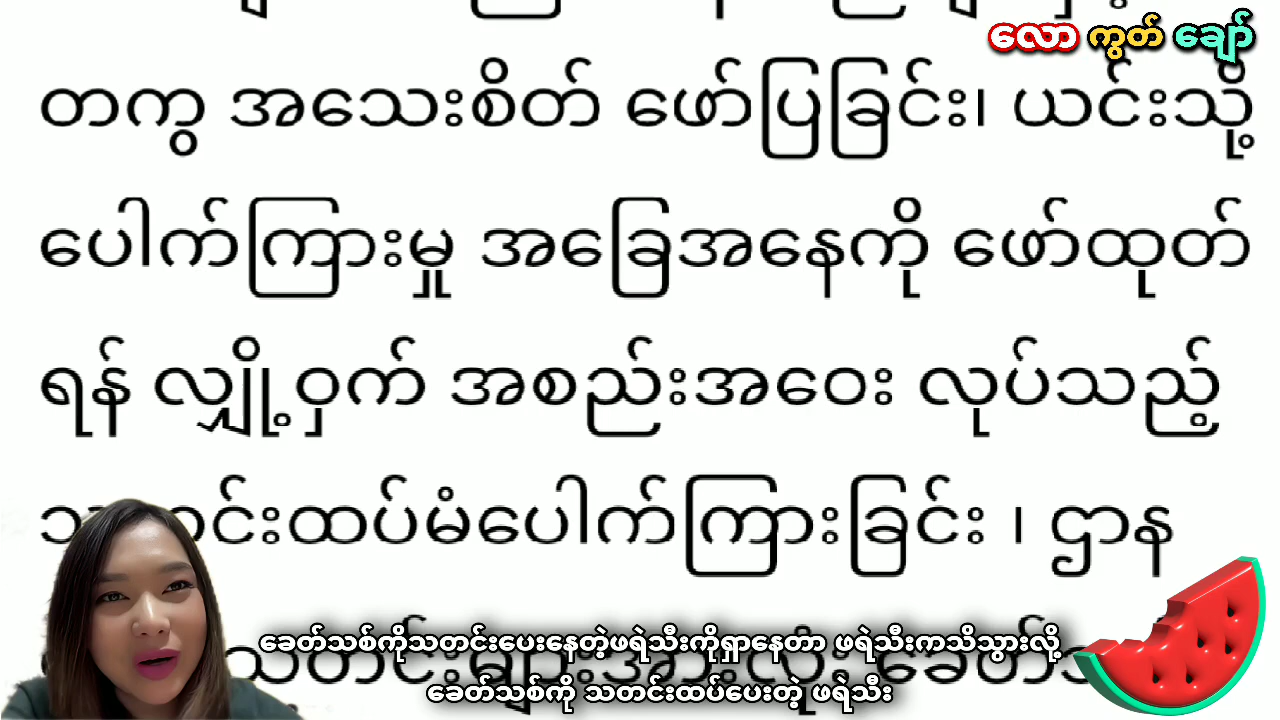 လော ကွတ် ချော်
တကွ အသေးစိတ် ဖော်ပြခြင်း၊ ယင်းသို့
ပေါက်ကြားမှု အခြေအနေကို ဖော်ထုတ်
ရန် လျှို့ဝှက် အစည်းအဝေး လုပ်သည့်
သတင်းထပ်မံပေါက်ကြားခြင်း ၊ ဌာန
ခေတ်သစ်ကိုသတင်းပေးနေတဲ့ဖရဲသီးကိုရှာနေတာ ဖရဲသီးကသိသွားလို့
ခေတ်သစ်ကို သတင်းထပ်ပေးတဲ့ ဖရဲသီး